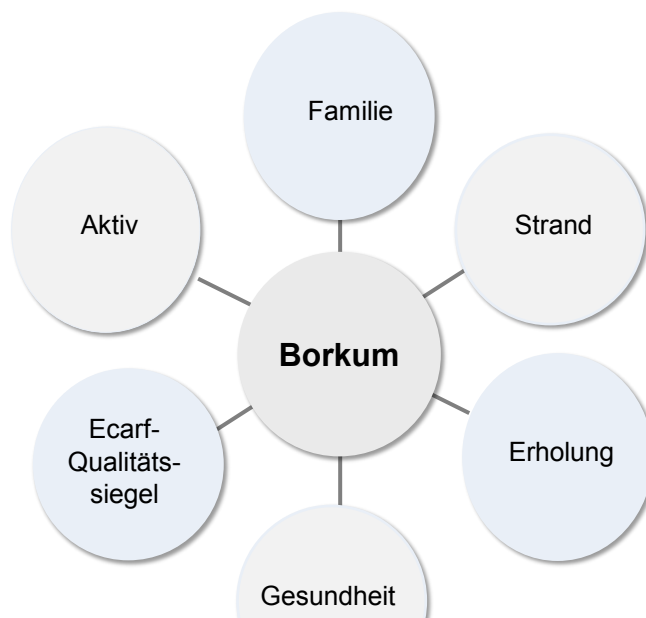 Familie
Aktiv
Strand
Borkum
Ecarf-
Qualitäts-
siegel
Erholung
Gesundheit